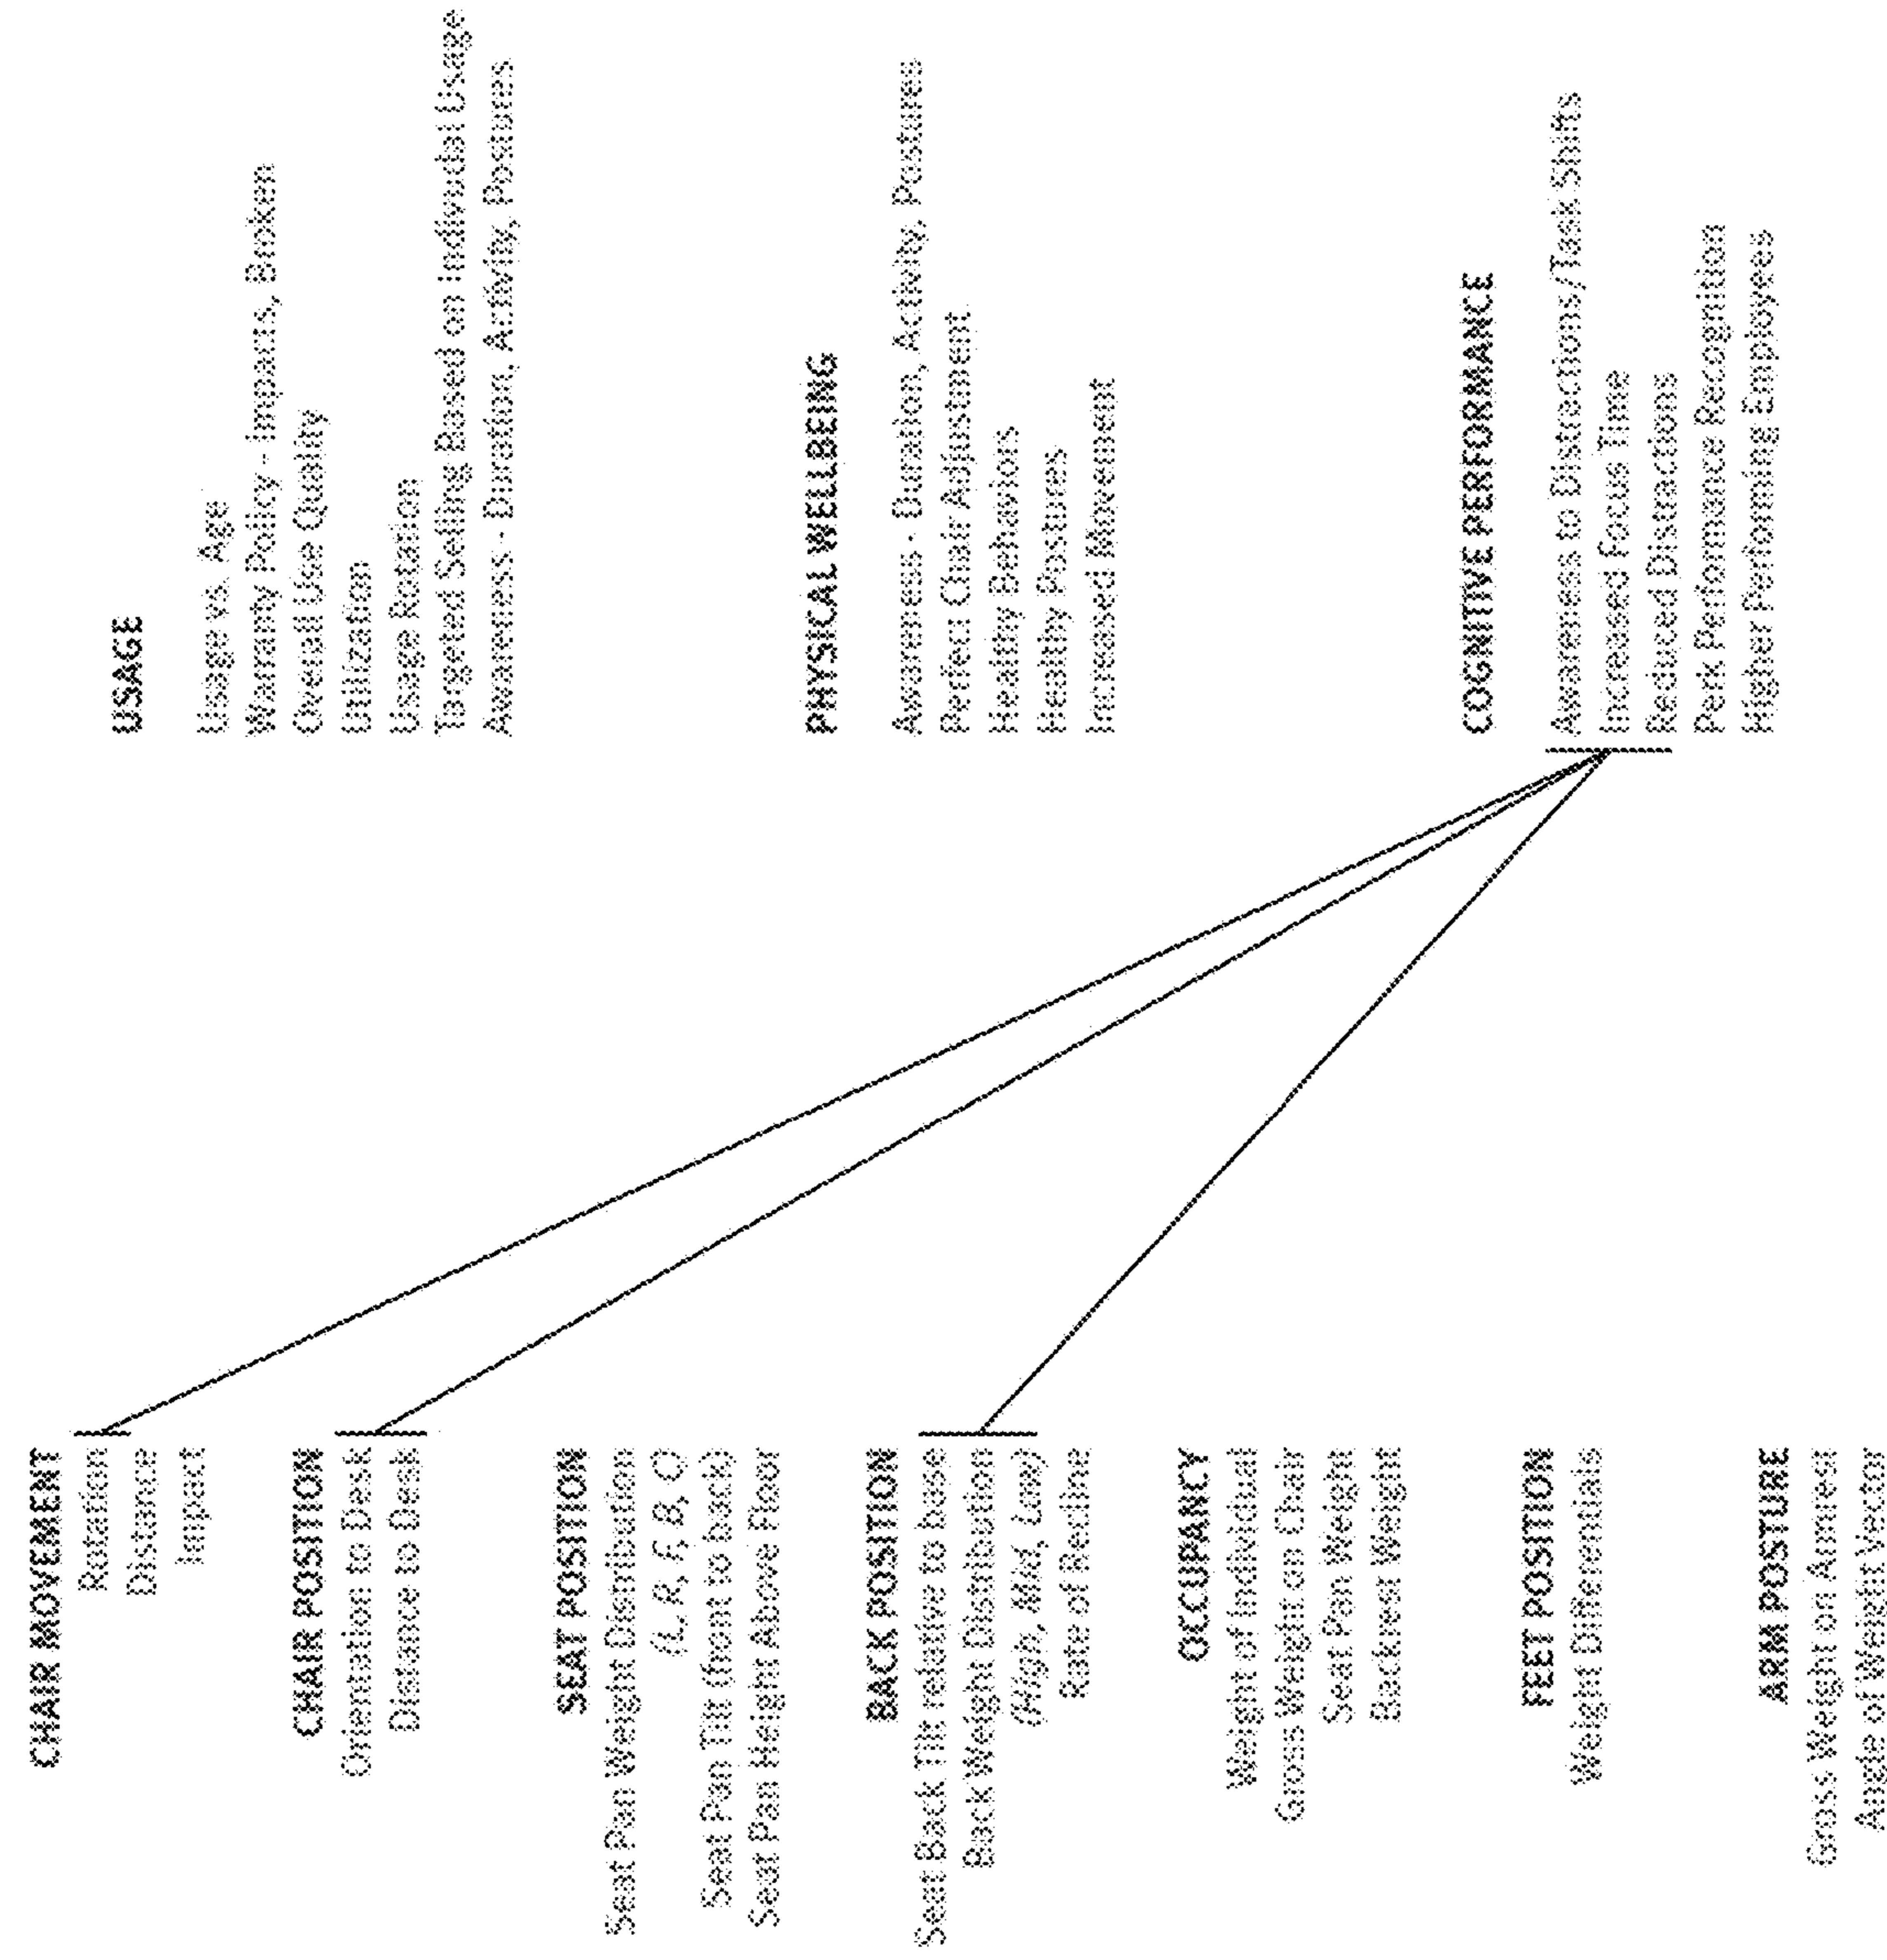 CHAIR MOVEMENT
Rotation
Distance
Impact
CHAIR POSITION
Orientation to Desk
Distance to Desk
SEAT POSITION
Seat Pan Weight Distribution
(L, R, F, B, C)
Seat Pan Tilt (front to back)
Seat Pan Height Above Floor
BACK POSITION
Seat Back Tilt relative to base
Back Weight Distribution
(High, Mid, Low)
Rate of Recline
OCCUPANCY
Weight of Individual
Gross Weight on Chair
Seat Pan Weight
Backrest Weight
FEET POSITION
Weight Differentials
ARM POSTURE
Gross Weight on Armrest
Angle of Weight Vector
USAGE
Usage vs. Age
Warranty Policy - Impacts, Broken
Overall Use Quality
Utilization
Usage Rotation
Targeted Selling Based on Individual Usage
Awareness - Duration, Activity, Postures
PHYSICAL WELLBEING
Awareness - Duration, Activity, Postures
Perfect Chair Adjustment
Healthy Behaviors
Healthy Postures
Increased Movement
COGNITIVE PERFORMANCE
Awareness to Distractions/Task Shifts
Increased Focus Time
Reduced Distractions
Perk Performance Recognition
Higher Performing Employees